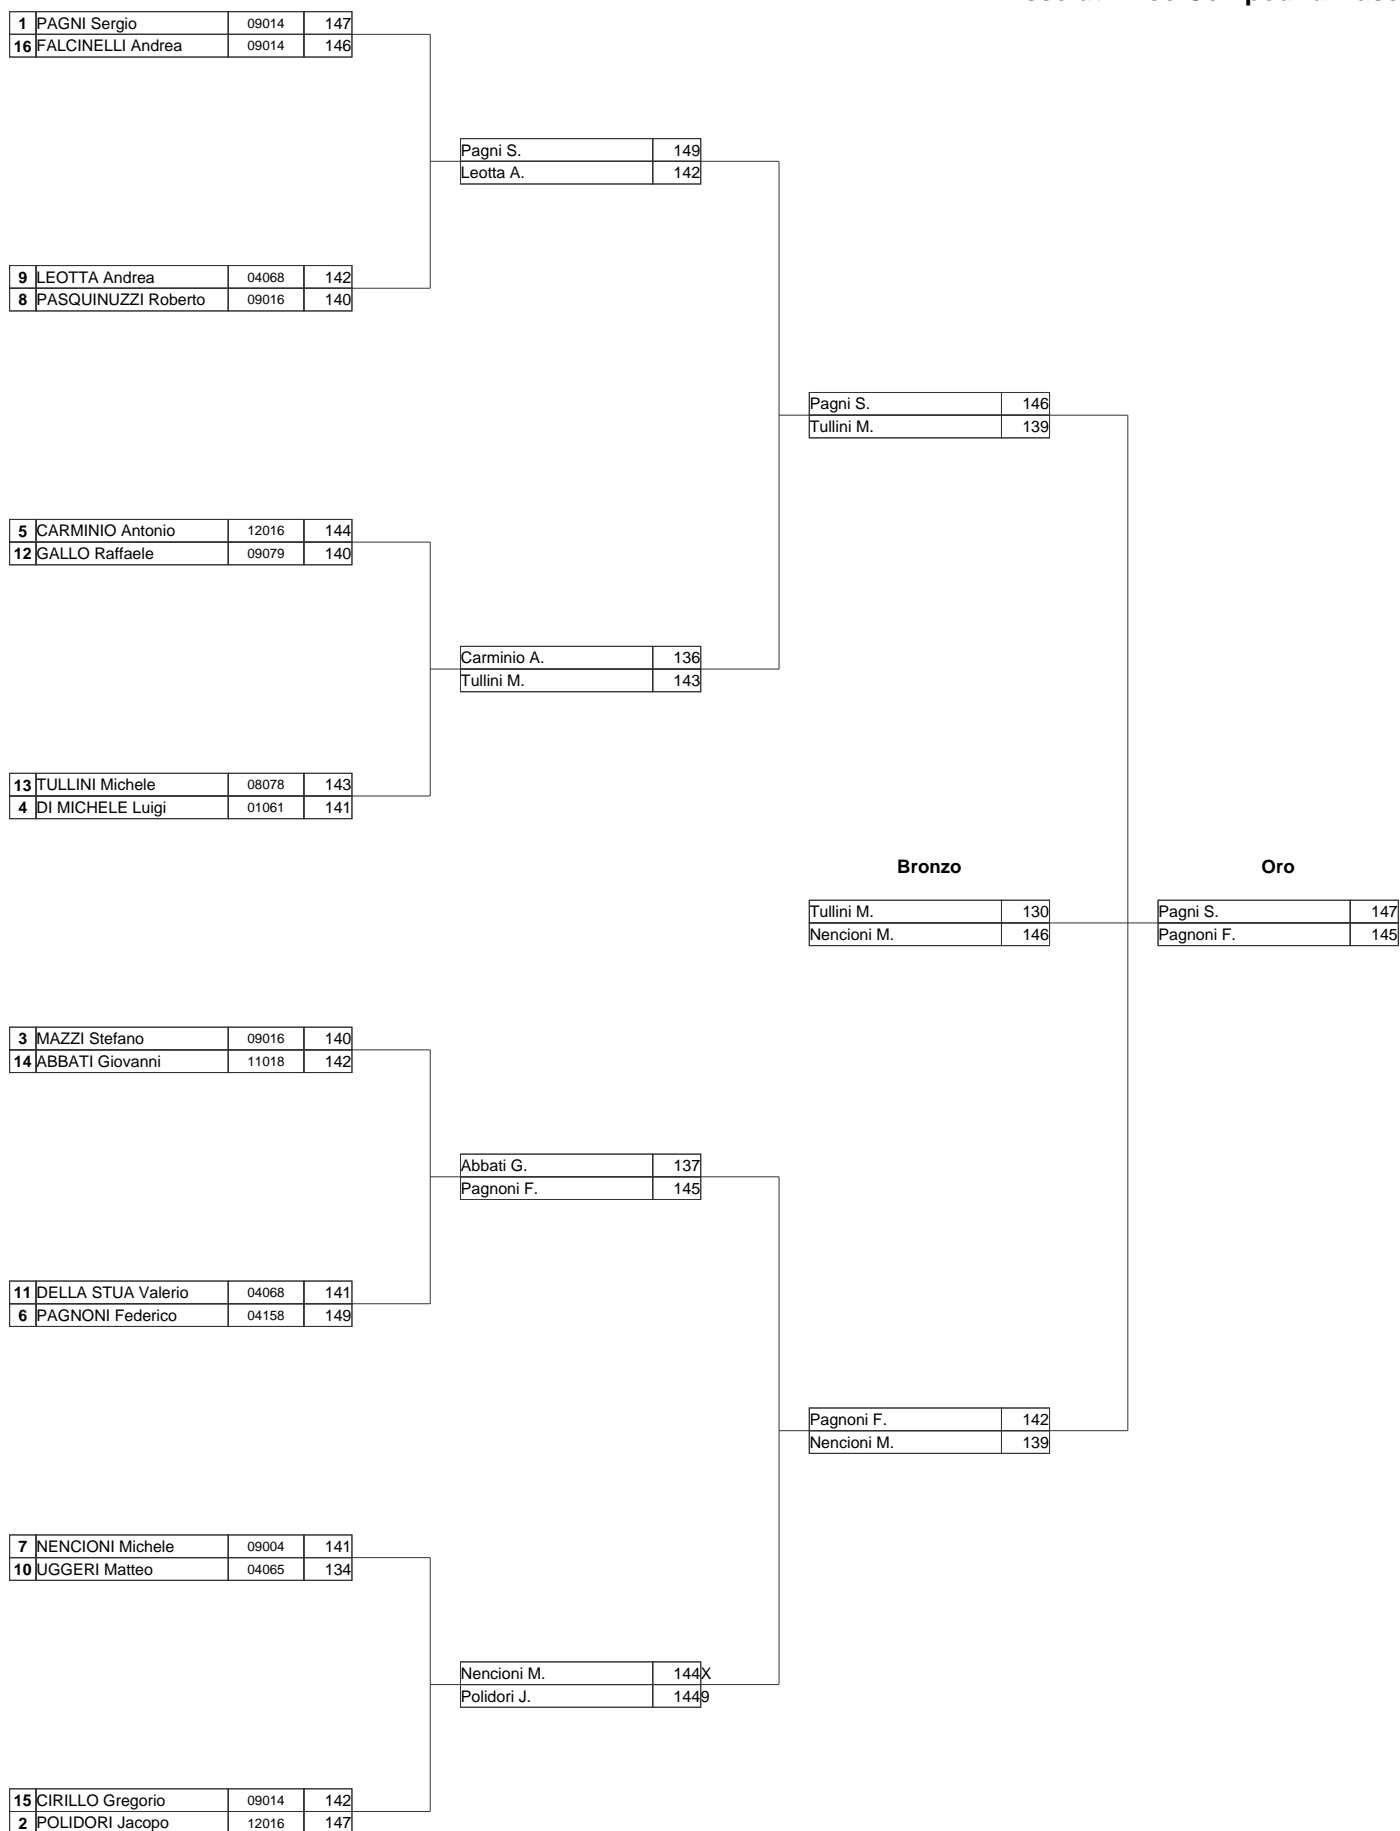 1 PAGNI Sergio 09014 147
16 FALCINELLI Andrea 09014 146
Pagni S. 149
Leotta A. 142
9 LEOTTA Andrea 04068 142
8 PASQUINUZZI Roberto 09016 140
Pagni S. 146
Tullini M. 139
5 CARMINIO Antonio 12016 144
12 GALLO Raffaele 09079 140
Carminio A. 136
Tullini M. 143
13 TULLINI Michele 08078 143
4 DI MICHELE Luigi 01061 141
Bronzo Oro
Tullini M. 130 Pagni S. 147
Nencioni M. 146 Pagnoni F. 145
3 MAZZI Stefano 09016 140
14 ABBATI Giovanni 11018 142
Abbati G. 137
Pagnoni F. 145
11 DELLA STUA Valerio 04068 141
6 PAGNONI Federico 04158 149
Pagnoni F. 142
Nencioni M. 139
7 NENCIONI Michele 09004 141
10 UGGERI Matteo 04065 134
Nencioni M. 144X
Polidori J. 1449
15 CIRILLO Gregorio 09014 142
2 POLIDORI Jacopo 12016 147